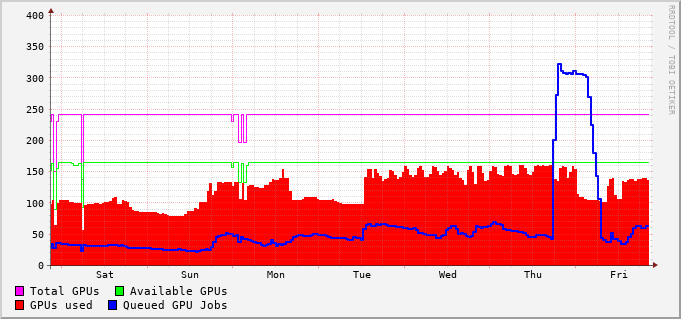 400
350
300
250
200
150
100
50
0
Sat Sun Mon Tue Wed Thu Fri
Total GPUs Available GPUs
GPUs used Queued GPU Jobs
RRDTOOL / TOBI OETIKER